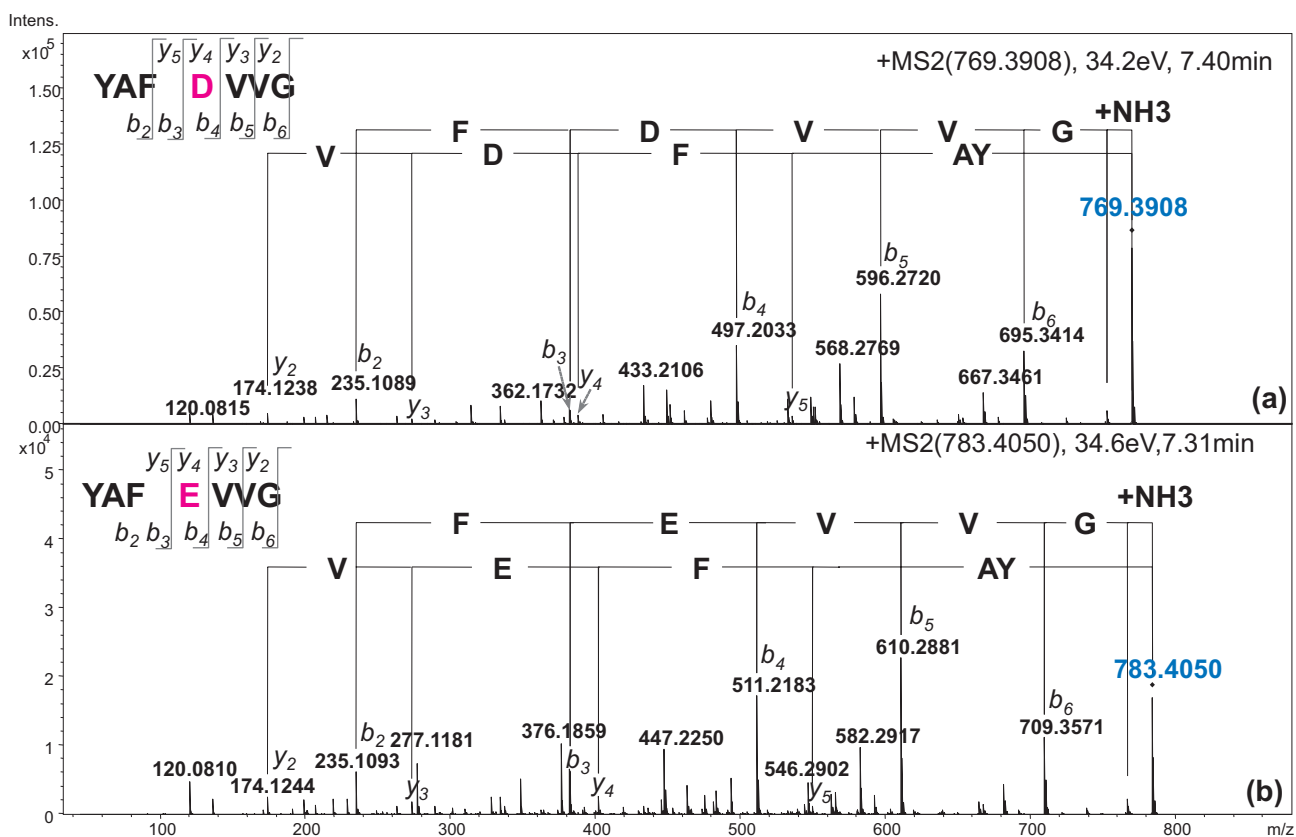 Intens.
x10⁵
1.50
1.25
1.00
0.75
0.50
0.25
0.00
y₅ y₄ y₃ y₂
YAF D VVG
b₂ b₃ b₄ b₅ b₆
+MS2(769.3908), 34.2eV, 7.40min
+NH3
F D V V G
V D F AY
769.3908
b₅
596.2720
b₄
497.2033
b₆
695.3414
568.2769
b₃
y₄
433.2106
667.3461
362.1732
b₂
235.1089
y₂
174.1238
y₃
y₅
120.0815
(a)
x10⁴
5
4
3
2
1
0
y₅ y₄ y₃ y₂
YAF E VVG
b₂ b₃ b₄ b₅ b₆
+MS2(783.4050), 34.6eV,7.31min
+NH3
F E V V G
V E F AY
b₅
610.2881
783.4050
b₄
511.2183
b₆
709.3571
b₂
277.1181
376.1859
447.2250
582.2917
235.1093
y₂
120.0810
174.1244
b₃
546.2902
y₃
y₄
y₅
(b)
100 200 300 400 500 600 700 800 m/z